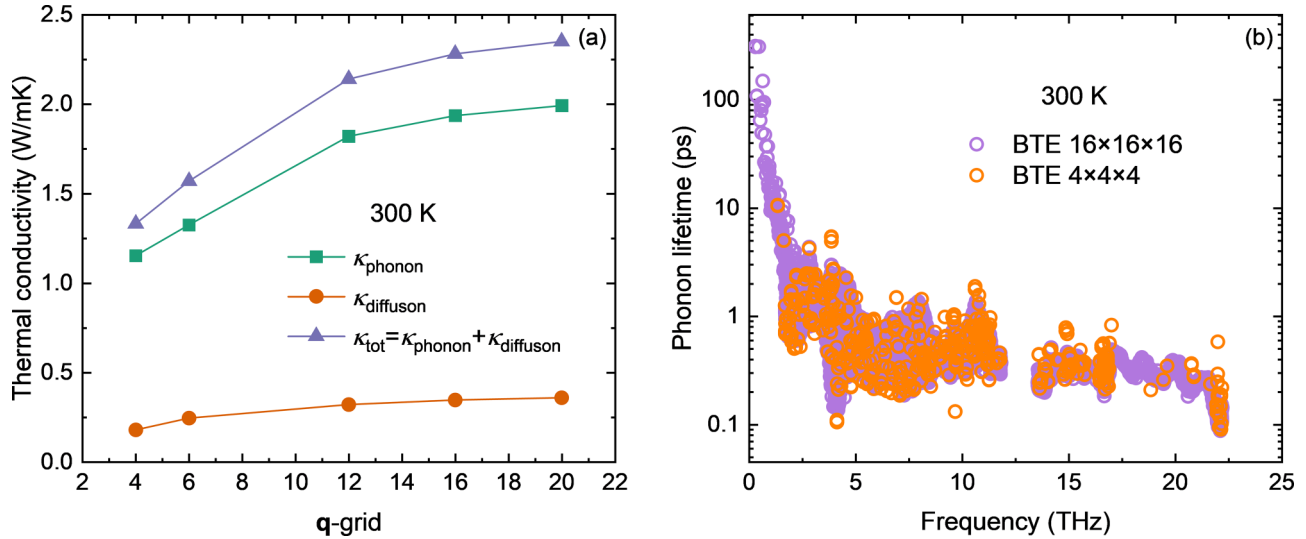 (a)
Thermal conductivity (W/mK)
2.5
2.0
1.5
1.0
0.5
0.0
300 K
κphonon
κdiffuson
κtot=κphonon+κdiffuson
2 4 6 8 10 12 14 16 18 20 22
q-grid
(b)
Phonon lifetime (ps)
100
10
1
0.1
300 K
BTE 16×16×16
BTE 4×4×4
0 5 10 15 20 25
Frequency (THz)